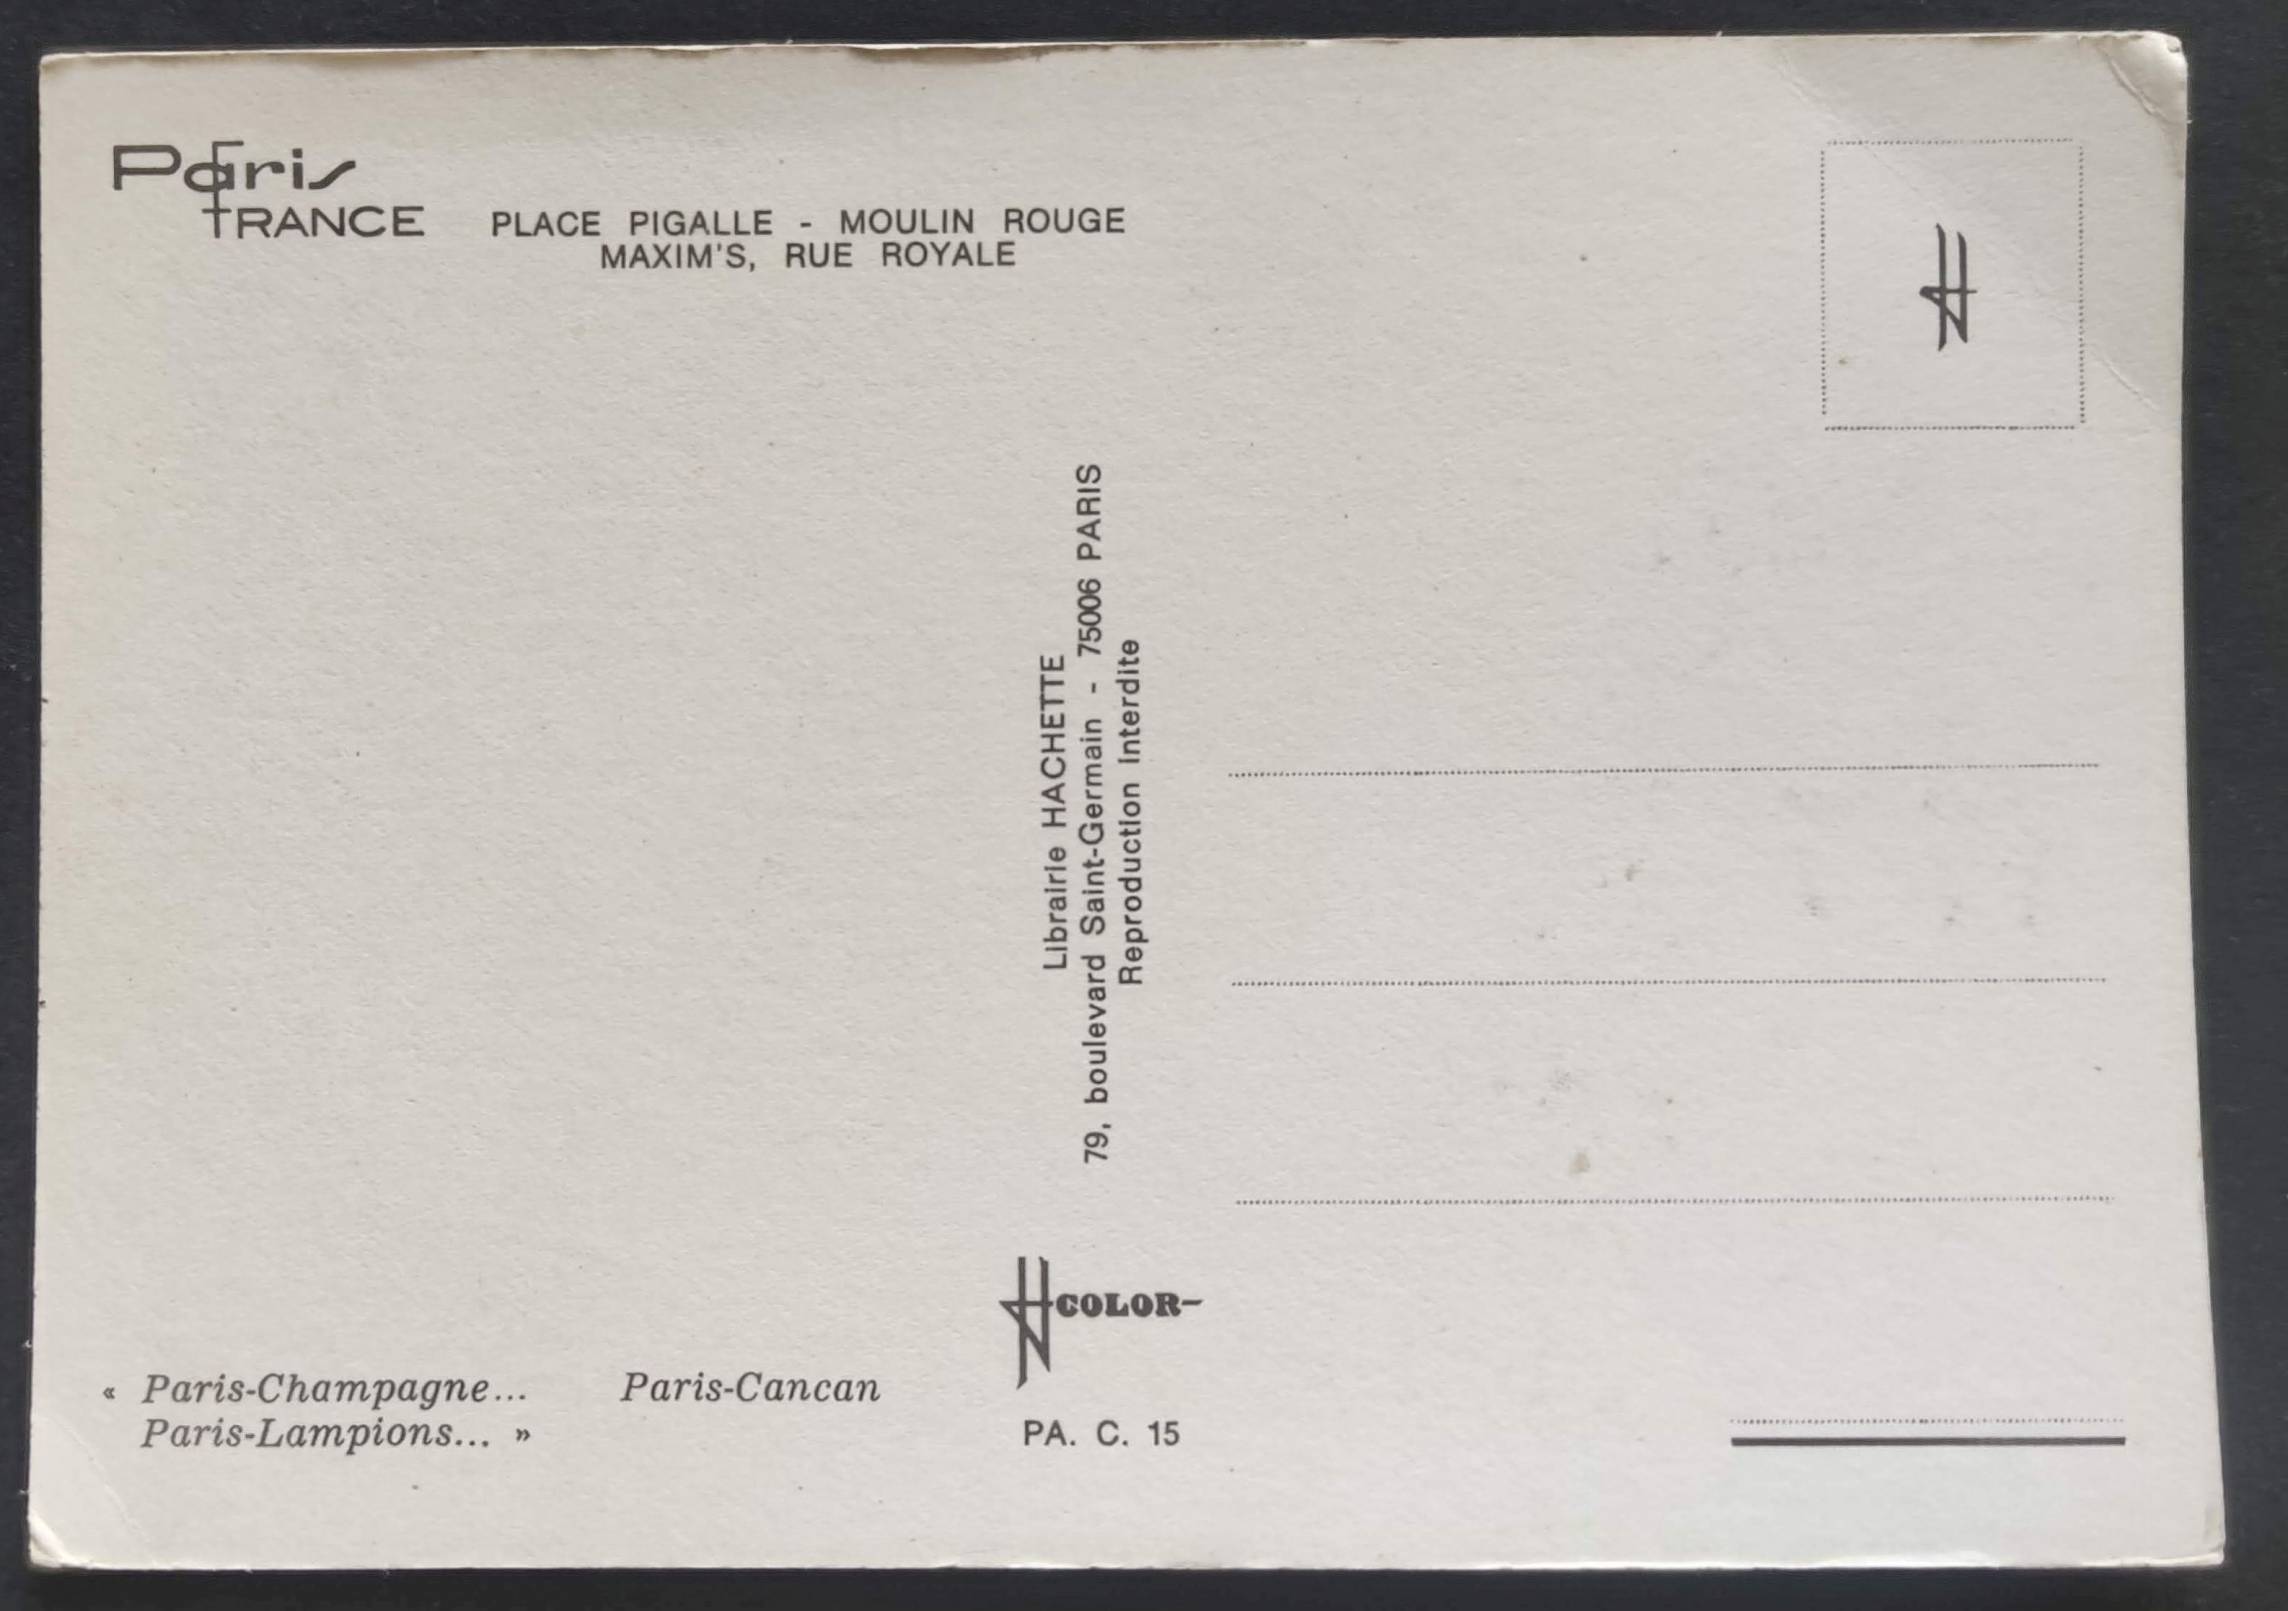 Paris
FRANCE
PLACE PIGALLE - MOULIN ROUGE
MAXIM'S, RUE ROYALE
Librairie HACHETTE
79, boulevard Saint-Germain - 75006 PARIS
Reproduction Interdite
H COLOR-
« Paris-Champagne... Paris-Cancan
Paris-Lampions... »
PA. C. 15